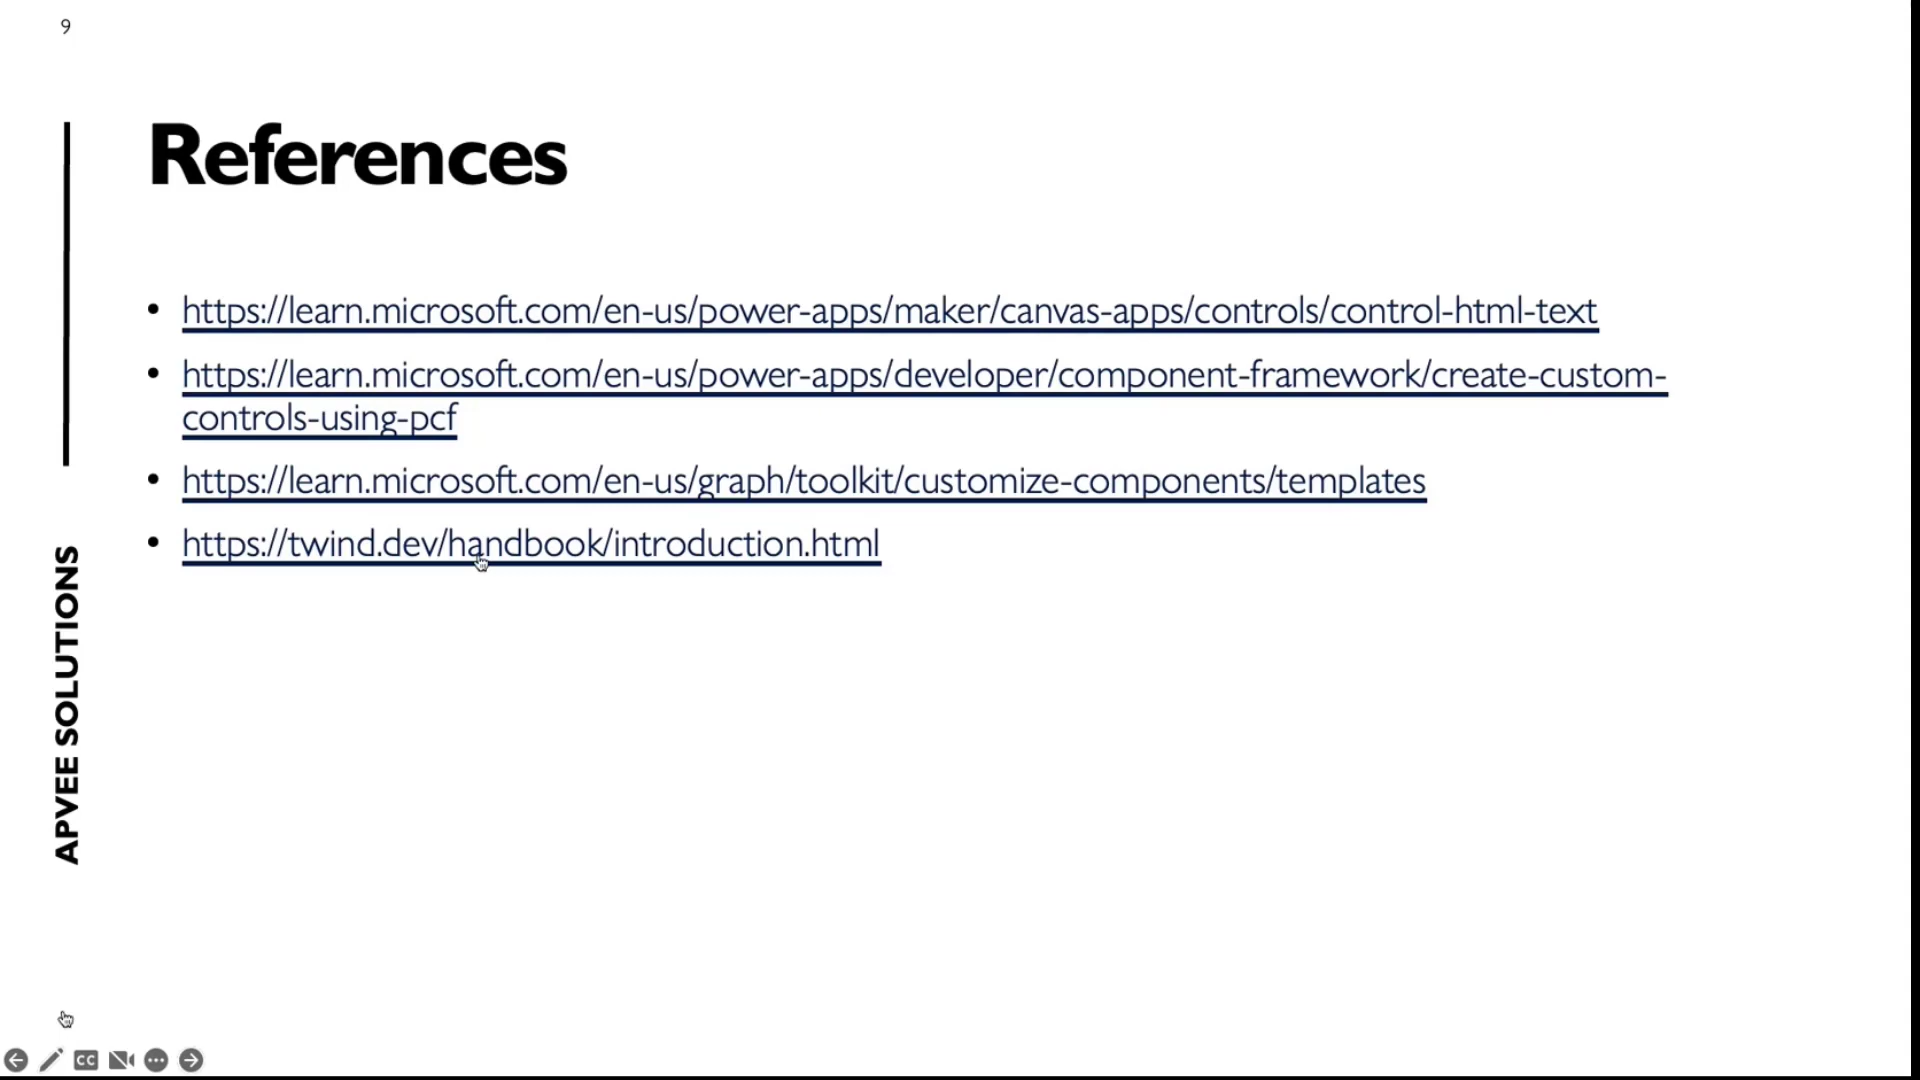 9
References
• https://learn.microsoft.com/en-us/power-apps/maker/canvas-apps/controls/control-html-text
• https://learn.microsoft.com/en-us/power-apps/developer/component-framework/create-custom-
controls-using-pcf
• https://learn.microsoft.com/en-us/graph/toolkit/customize-components/templates
• https://twind.dev/handbook/introduction.html
APVEE SOLUTIONS
CC